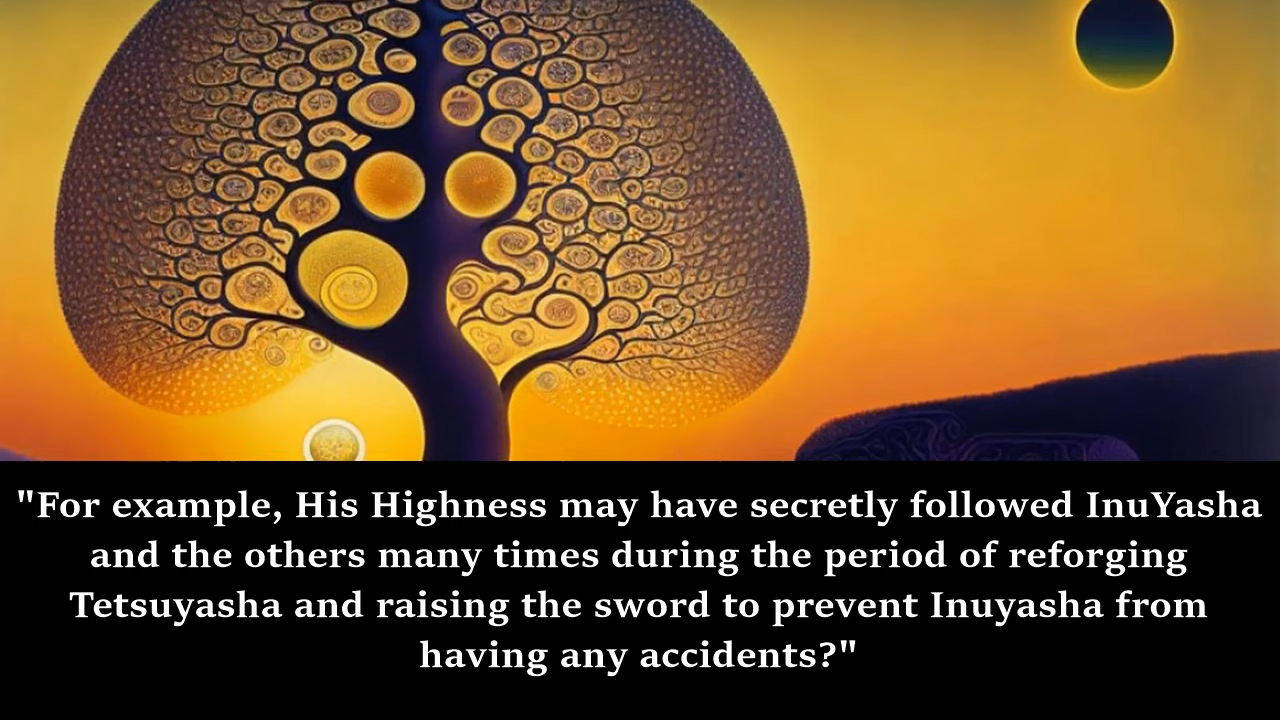 "For example, His Highness may have secretly followed InuYasha
and the others many times during the period of reforging
Tetsuyasha and raising the sword to prevent Inuyasha from
having any accidents?"